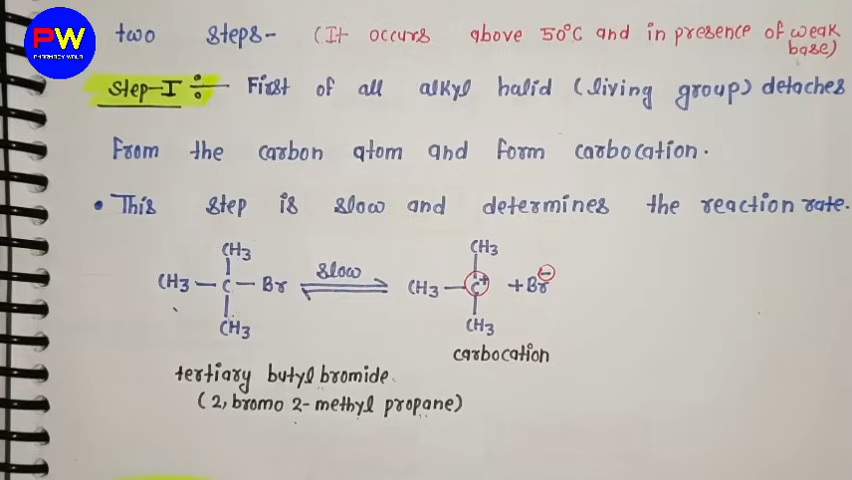 PW
PHARMACY WORLD
two steps- (It occurs above 50°C and in presence of weak
base)
Step-I ÷ First of all alkyl halid (living group) detaches
from the carbon atom and form carbocation.
• This step is slow and determines the reaction rate.
CH3
CH3 – C – Br
CH3
slow
CH3
CH3 – C+ + Br-
CH3
carbocation
tertiary butyl bromide.
(2, bromo 2-methyl propane)